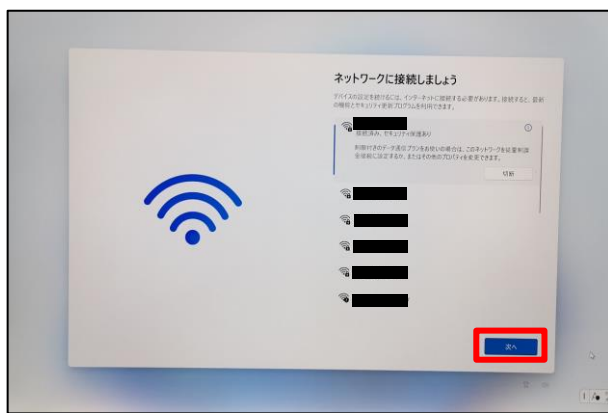 ネットワークに接続しましょう
デバイスの設定を続けるには、インターネットに接続する必要があります。接続すると、最新
の機能とセキュリティ更新プログラムを利用できます。
接続済み、セキュリティ保護あり
制限付きのデータ通信プランをお使いの場合は、このネットワークを従量制課
金接続に設定するか、またはその他のプロパティを変更できます。
切断
次へ